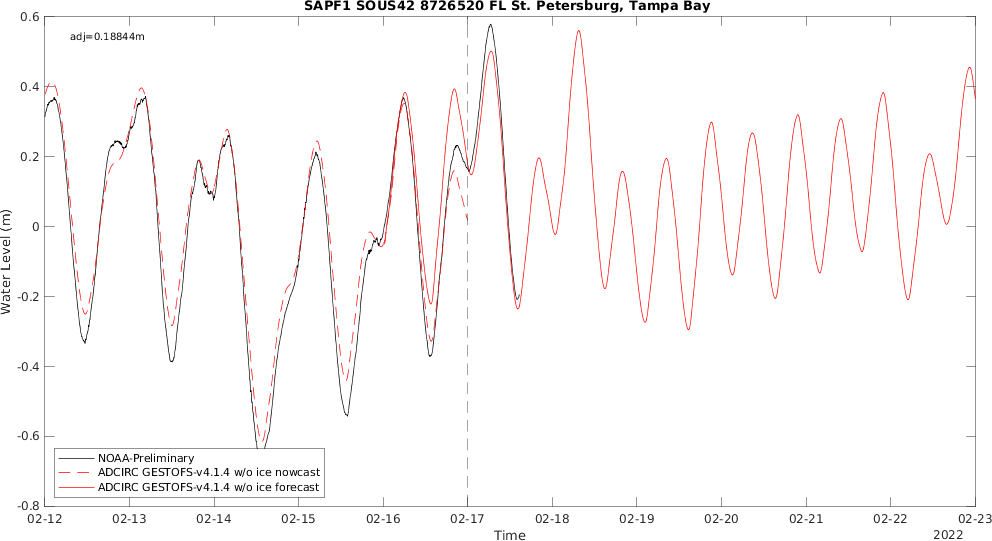 SAPF1 SOUS42 8726520 FL St. Petersburg, Tampa Bay
adj=0.18844m
0.6
0.4
0.2
0
-0.2
-0.4
-0.6
-0.8
Water Level (m)
NOAA-Preliminary
ADCIRC GESTOFS-v4.1.4 w/o ice nowcast
ADCIRC GESTOFS-v4.1.4 w/o ice forecast
02-12 02-13 02-14 02-15 02-16 02-17 02-18 02-19 02-20 02-21 02-22 02-23
Time
2022